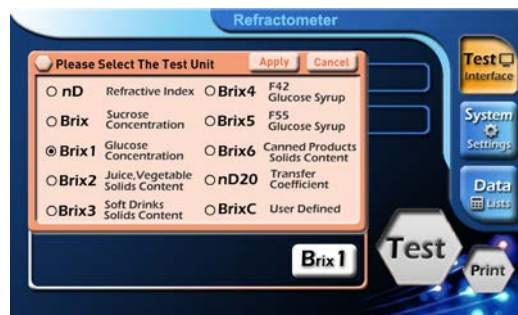 Refractometer
Please Select The Test Unit
Apply
Cancel
nD Refractive Index
Brix4 F42 Glucose Syrup
Brix Sucrose Concentration
Brix5 F55 Glucose Syrup
Brix1 Glucose Concentration
Brix6 Canned Products Solids Content
Brix2 Juice,Vegetable Solids Content
nD20 Transfer Coefficient
Brix3 Soft Drinks Solids Content
BrixC User Defined
Brix1
Test
Interface
System
Settings
Data
Lists
Test
Print